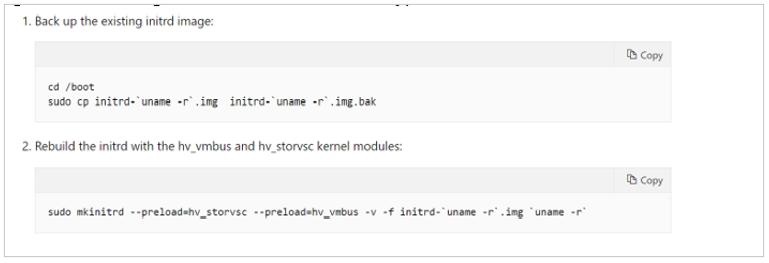 1. Back up the existing initrd image:
Copy
cd /boot
sudo cp initrd-`uname -r`.img  initrd-`uname -r`.img.bak
2. Rebuild the initrd with the hv_vmbus and hv_storvsc kernel modules:
Copy
sudo mkinitrd --preload=hv_storvsc --preload=hv_vmbus -v -f initrd-`uname -r`.img `uname -r`